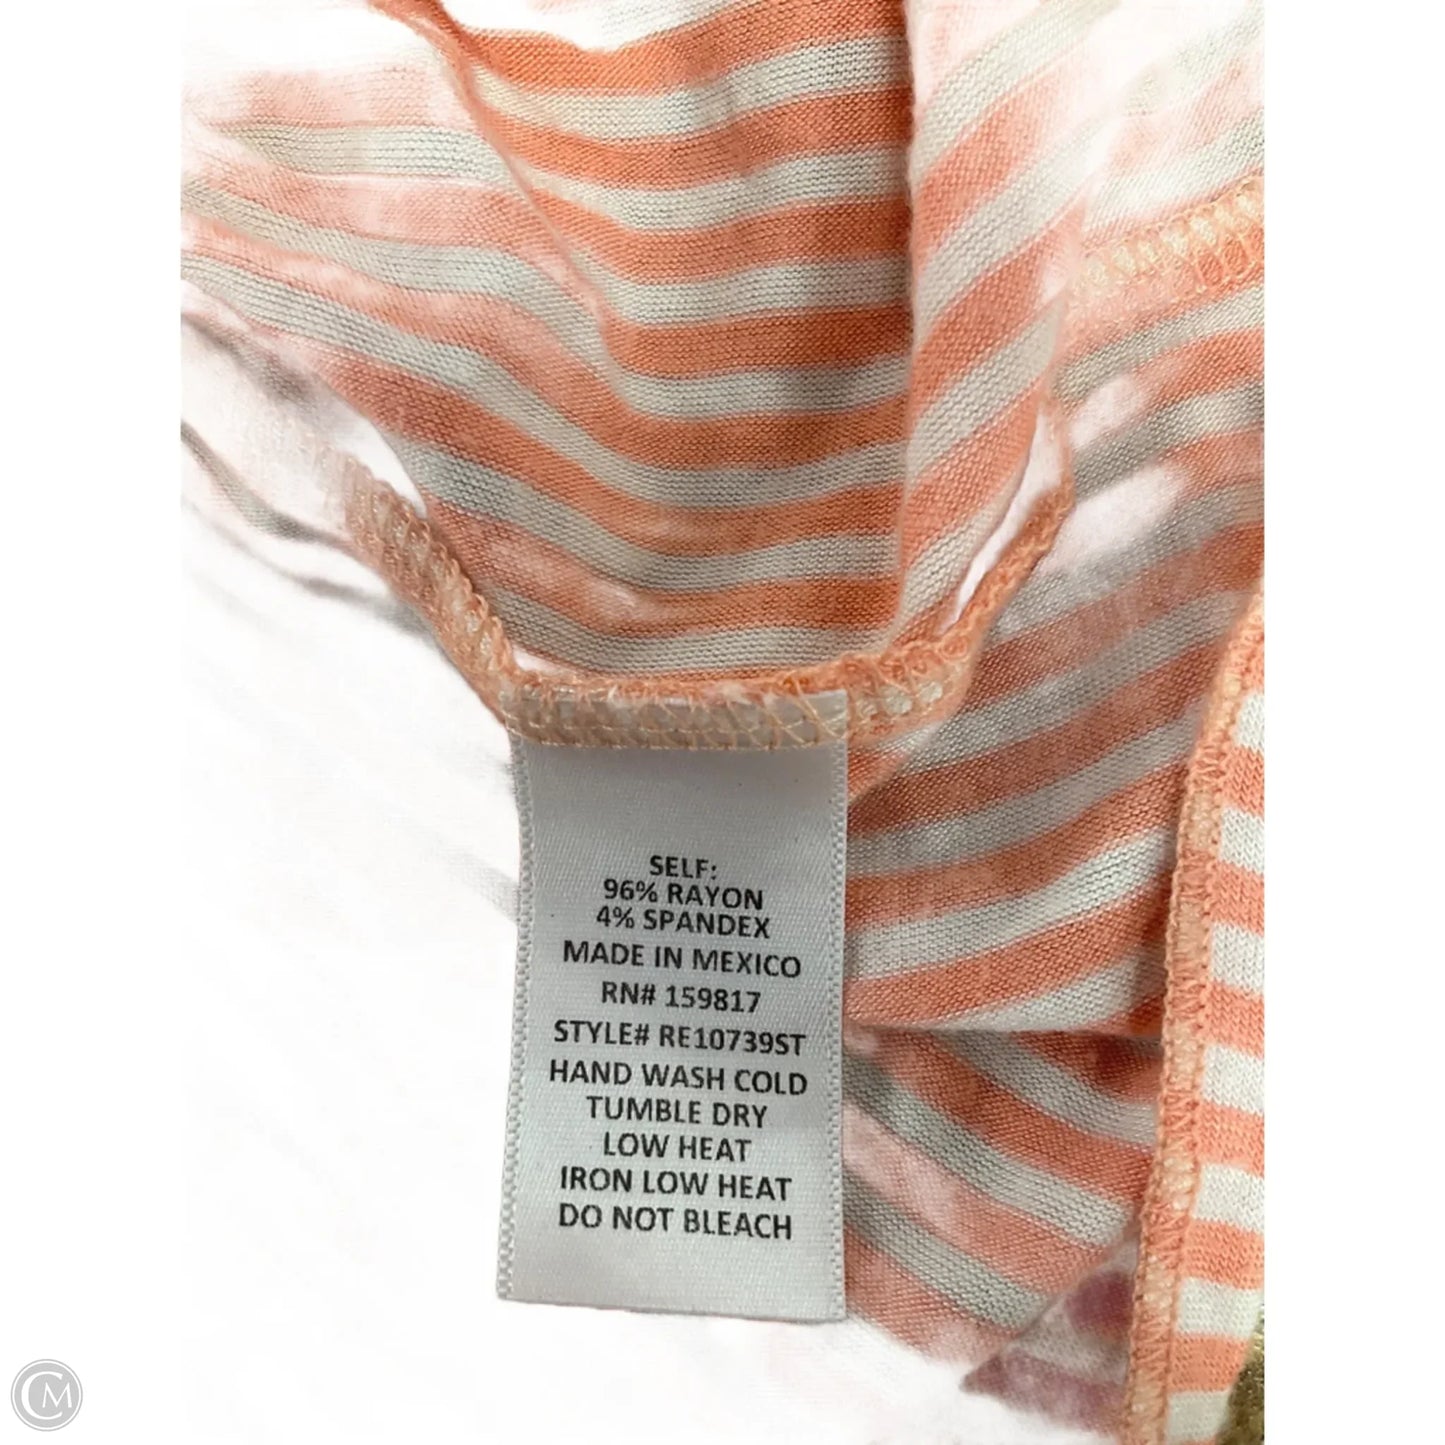 SELF:
96% RAYON
4% SPANDEX
MADE IN MEXICO
RN# 159817
STYLE# RE10739ST
HAND WASH COLD
TUMBLE DRY
LOW HEAT
IRON LOW HEAT
DO NOT BLEACH
CM